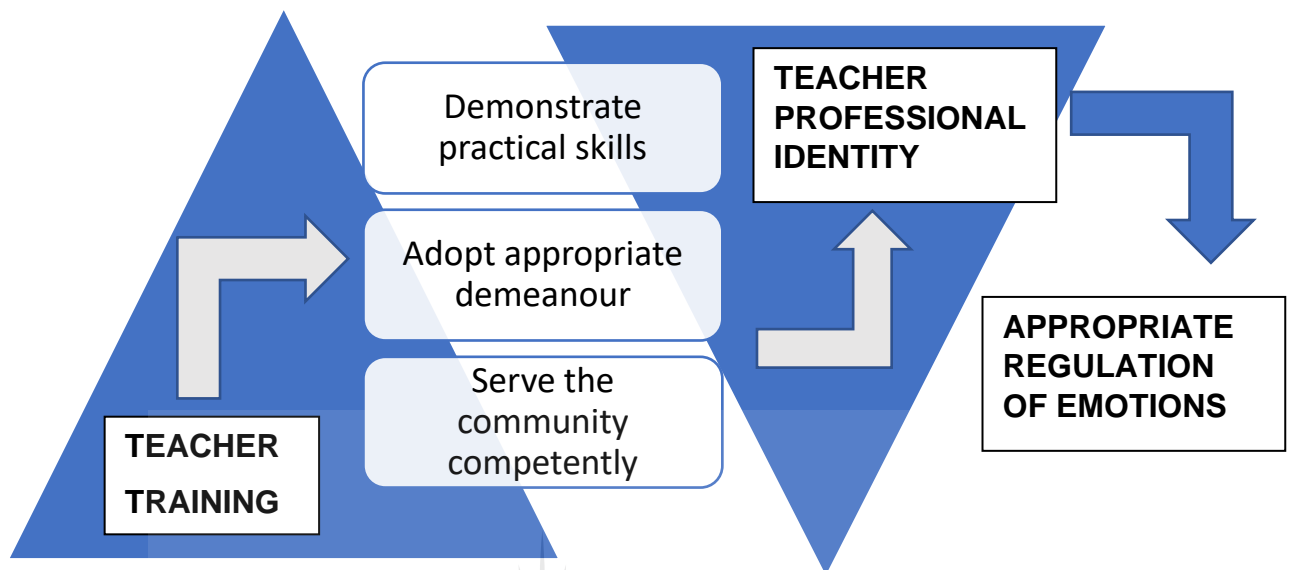 TEACHER
TRAINING
Demonstrate
practical skills
Adopt appropriate
demeanour
Serve the
community
competently
TEACHER
PROFESSIONAL
IDENTITY
APPROPRIATE
REGULATION
OF EMOTIONS